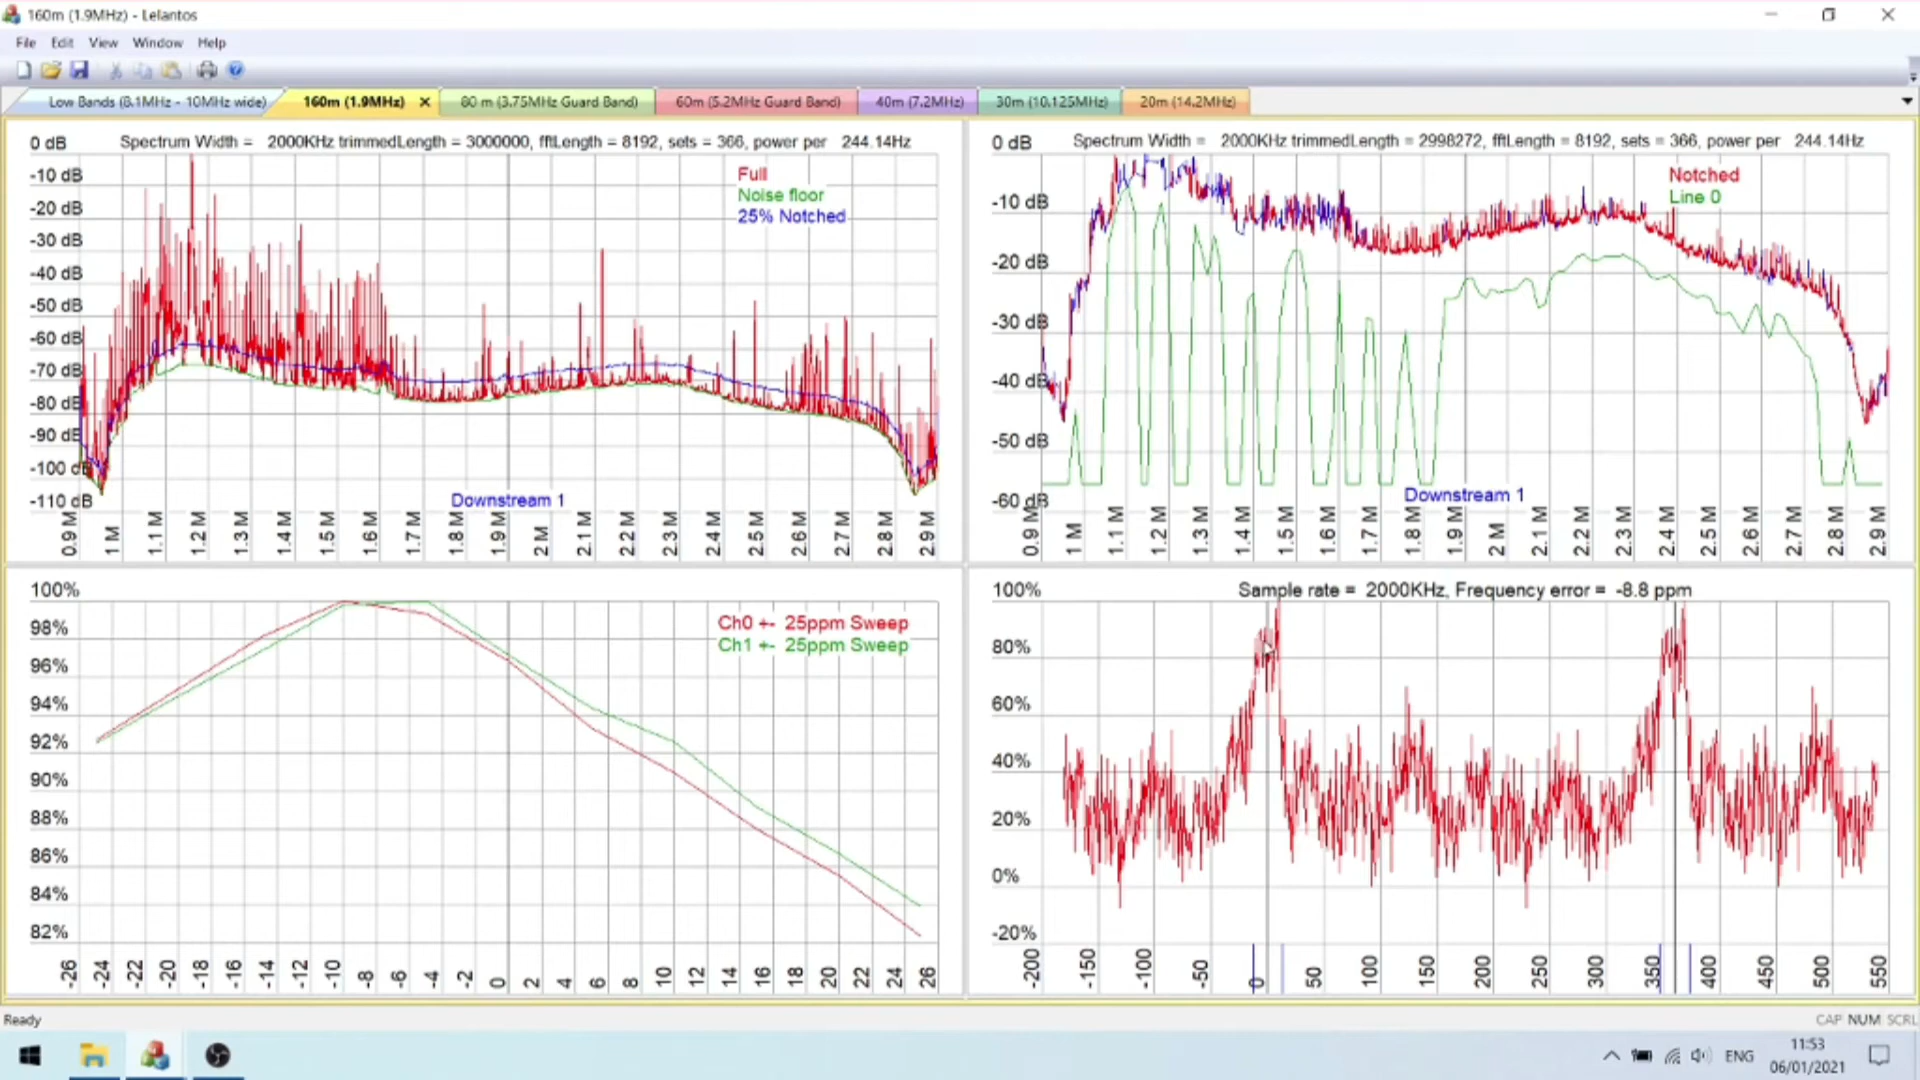 160m (1.9MHz) - Lelantos
File Edit View Window Help
Low Bands (8.1MHz - 10MHz wide) 160m (1.9MHz) 80 m (3.75MHz Guard Band) 60m (5.2MHz Guard Band) 40m (7.2MHz) 30m (10.125MHz) 20m (14.2MHz)
0 dB Spectrum Width = 2000KHz trimmedLength = 3000000, fftLength = 8192, sets = 366, power per 244.14Hz
-10 dB
-20 dB
-30 dB
-40 dB
-50 dB
-60 dB
-70 dB
-80 dB
-90 dB
-100 dB
-110 dB
Full
Noise floor
25% Notched
Downstream 1
0.9 M 1 M 1.1 M 1.2 M 1.3 M 1.4 M 1.5 M 1.6 M 1.7 M 1.8 M 1.9 M 2 M 2.1 M 2.2 M 2.3 M 2.4 M 2.5 M 2.6 M 2.7 M 2.8 M 2.9 M
0 dB Spectrum Width = 2000KHz trimmedLength = 2998272, fftLength = 8192, sets = 366, power per 244.14Hz
-10 dB
-20 dB
-30 dB
-40 dB
-50 dB
-60 dB
Notched
Line 0
Downstream 1
0.9 M 1 M 1.1 M 1.2 M 1.3 M 1.4 M 1.5 M 1.6 M 1.7 M 1.8 M 1.9 M 2 M 2.1 M 2.2 M 2.3 M 2.4 M 2.5 M 2.6 M 2.7 M 2.8 M 2.9 M
100%
98%
96%
94%
92%
90%
88%
86%
84%
82%
Ch0 +- 25ppm Sweep
Ch1 +- 25ppm Sweep
-26 -24 -22 -20 -18 -16 -14 -12 -10 -8 -6 -4 -2 0 2 4 6 8 10 12 14 16 18 20 22 24 26
100% Sample rate = 2000KHz, Frequency error = -8.8 ppm
80%
60%
40%
20%
0%
-20%
-200 -150 -100 -50 0 50 100 150 200 250 300 350 400 450 500 550
Ready
CAP NUM SCRL
ENG
11:53
06/01/2021